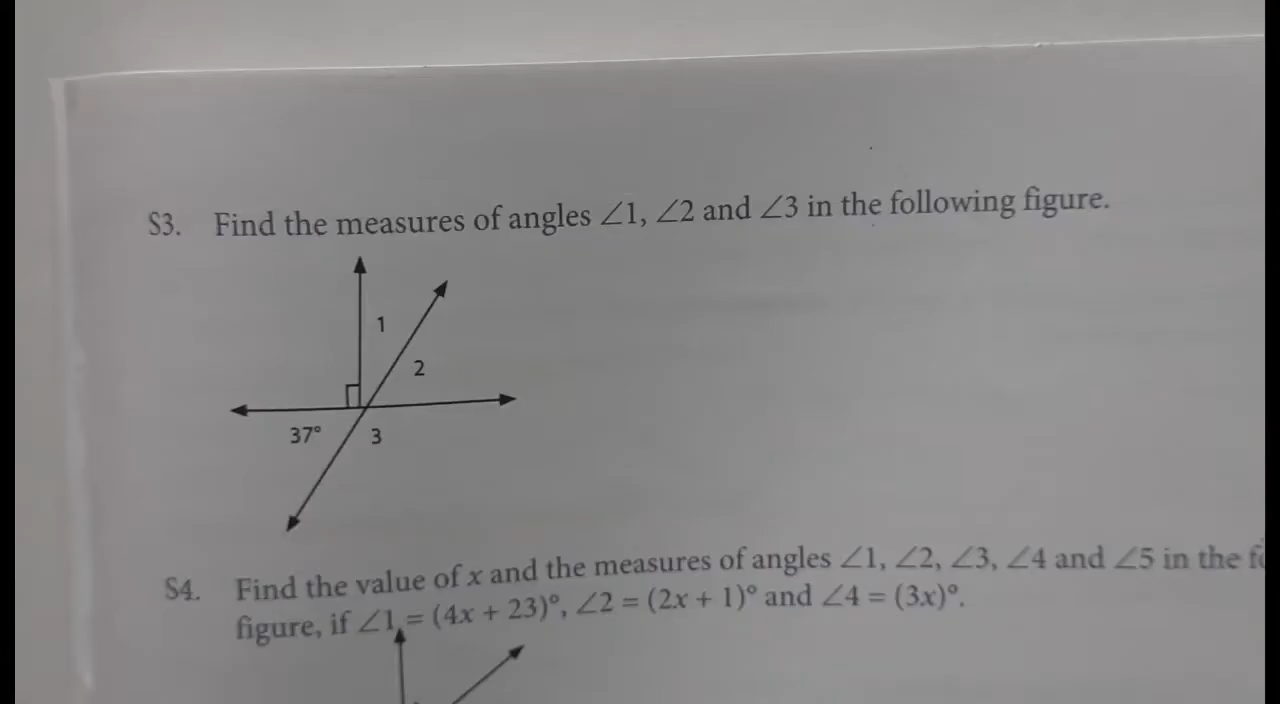 S3. Find the measures of angles ∠1, ∠2 and ∠3 in the following figure.
1
2
37° 3
S4. Find the value of x and the measures of angles ∠1, ∠2, ∠3, ∠4 and ∠5 in the
figure, if ∠1 = (4x + 23)°, ∠2 = (2x + 1)° and ∠4 = (3x)°.